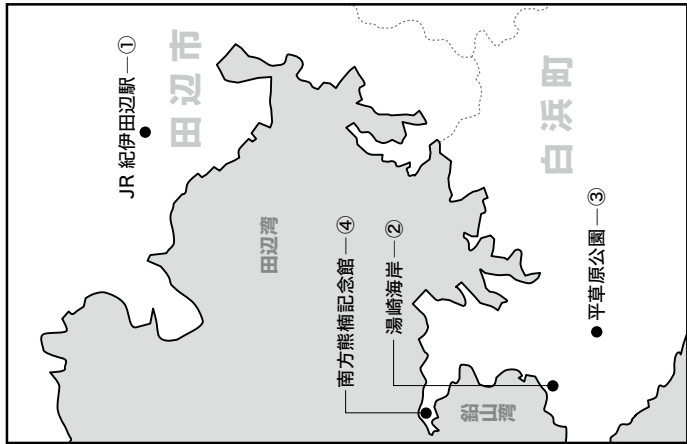 JR 紀伊田辺駅―①
田辺市
田辺湾
白浜町
南方熊楠記念館―④
湯崎海岸―②
平草原公園―③
鉛山湾